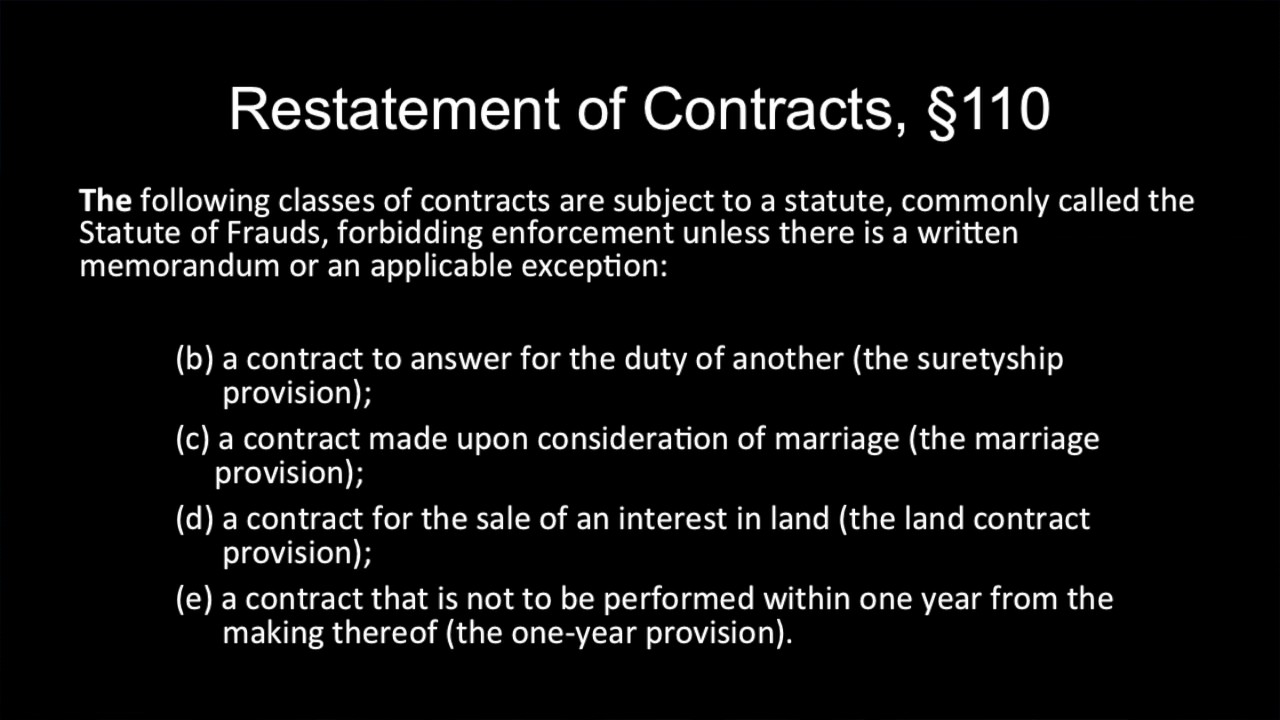 Restatement of Contracts, §110
The following classes of contracts are subject to a statute, commonly called the
Statute of Frauds, forbidding enforcement unless there is a written
memorandum or an applicable exception:
(b) a contract to answer for the duty of another (the suretyship
provision);
(c) a contract made upon consideration of marriage (the marriage
provision);
(d) a contract for the sale of an interest in land (the land contract
provision);
(e) a contract that is not to be performed within one year from the
making thereof (the one-year provision).